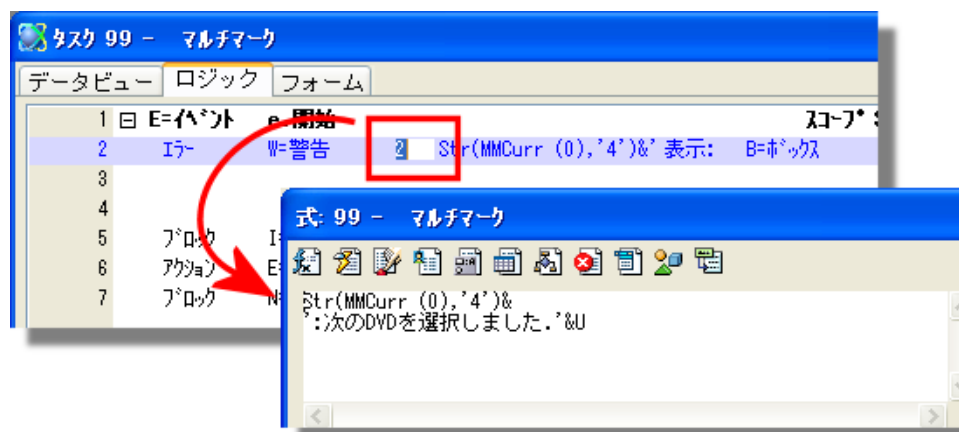 タスク 99 - マルチマーク
データビュー ロジック フォーム
1 E=イベント e=開始 スコープ
2 エラー W=警告 2 Str(MMCurr (0),'4')&' 表示: B=ボックス
3
4
5 ブロック
6 アクション
7 ブロック
式: 99 - マルチマーク
Str(MMCurr (0),'4')&
':次のDVDを選択しました.'&U